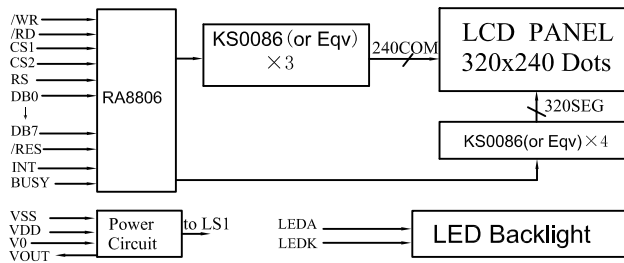 /WR
/RD
CS1
CS2
RS
DB0
DB7
/RES
INT
BUSY
RA8806
KS0086(or Eqv)
×3
240COM
LCD PANEL
320x240 Dots
320SEG
KS0086(or Eqv)×4
VSS
VDD
V0
VOUT
Power
Circuit
to LS1
LEDA
LEDK
LED Backlight